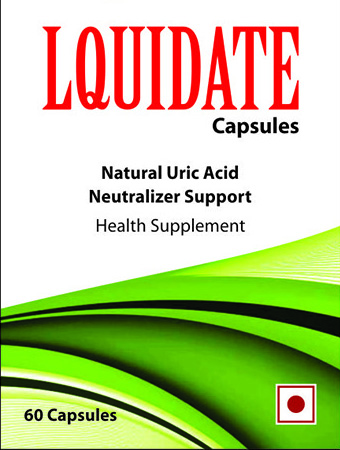 LQUIDATE
Capsules
Natural Uric Acid
Neutralizer Support
Health Supplement
60 Capsules